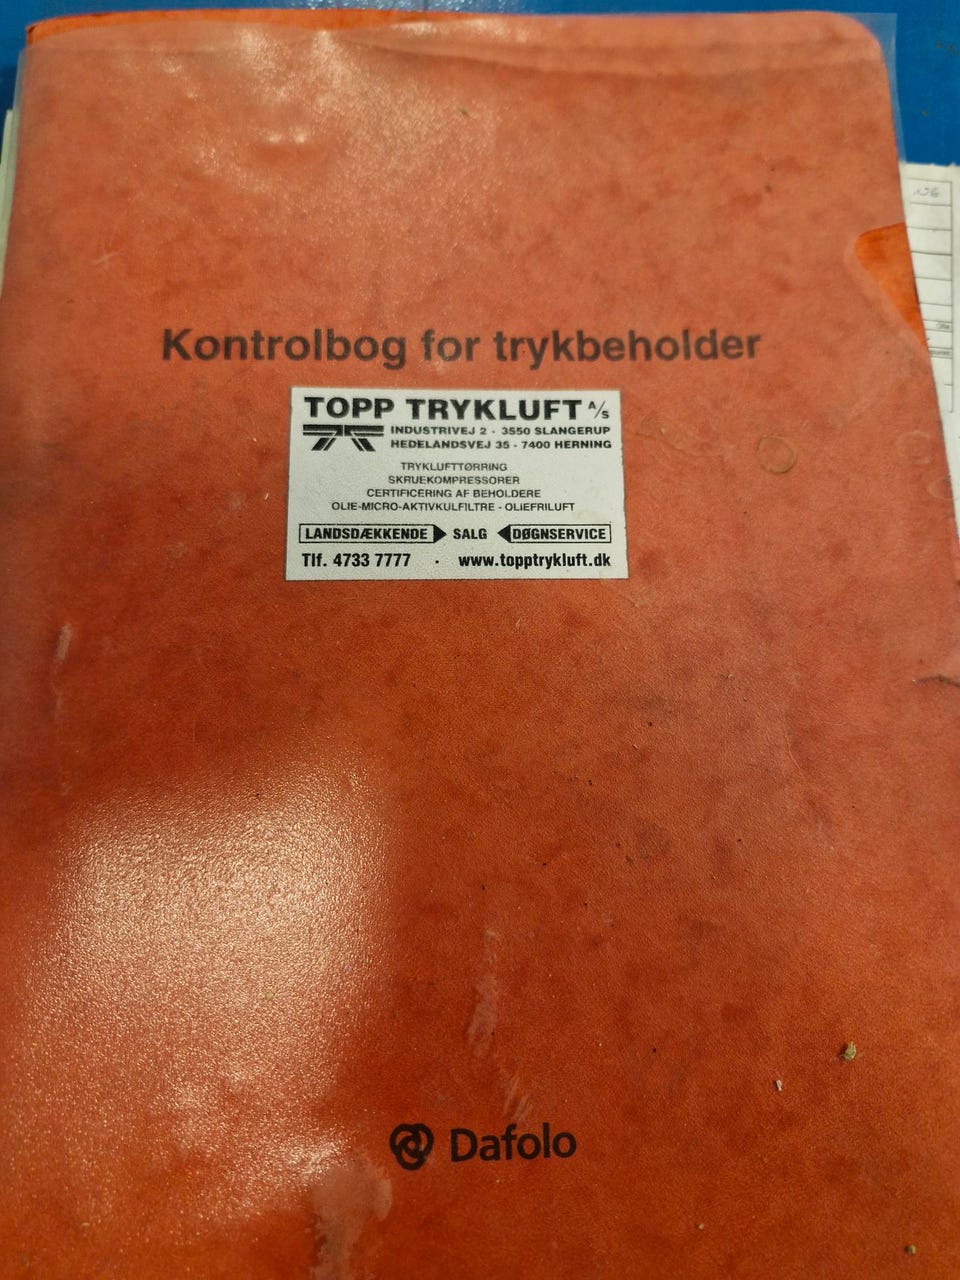 Kontrolbog for trykbeholder
TOPP TRYKLUFT A/S
INDUSTRIVEJ 2 · 3550 SLANGERUP
HEDELANDSVEJ 35 · 7400 HERNING
TRYKLUFTTØRRING
SKRUEKOMPRESSORER
CERTIFICERING AF BEHOLDERE
OLIE-MICRO-AKTIVKULFILTRE - OLIEFRILUFT
LANDSDÆKKENDE SALG DØGNSERVICE
Tlf. 4733 7777 · www.topptrykluft.dk
Dafolo